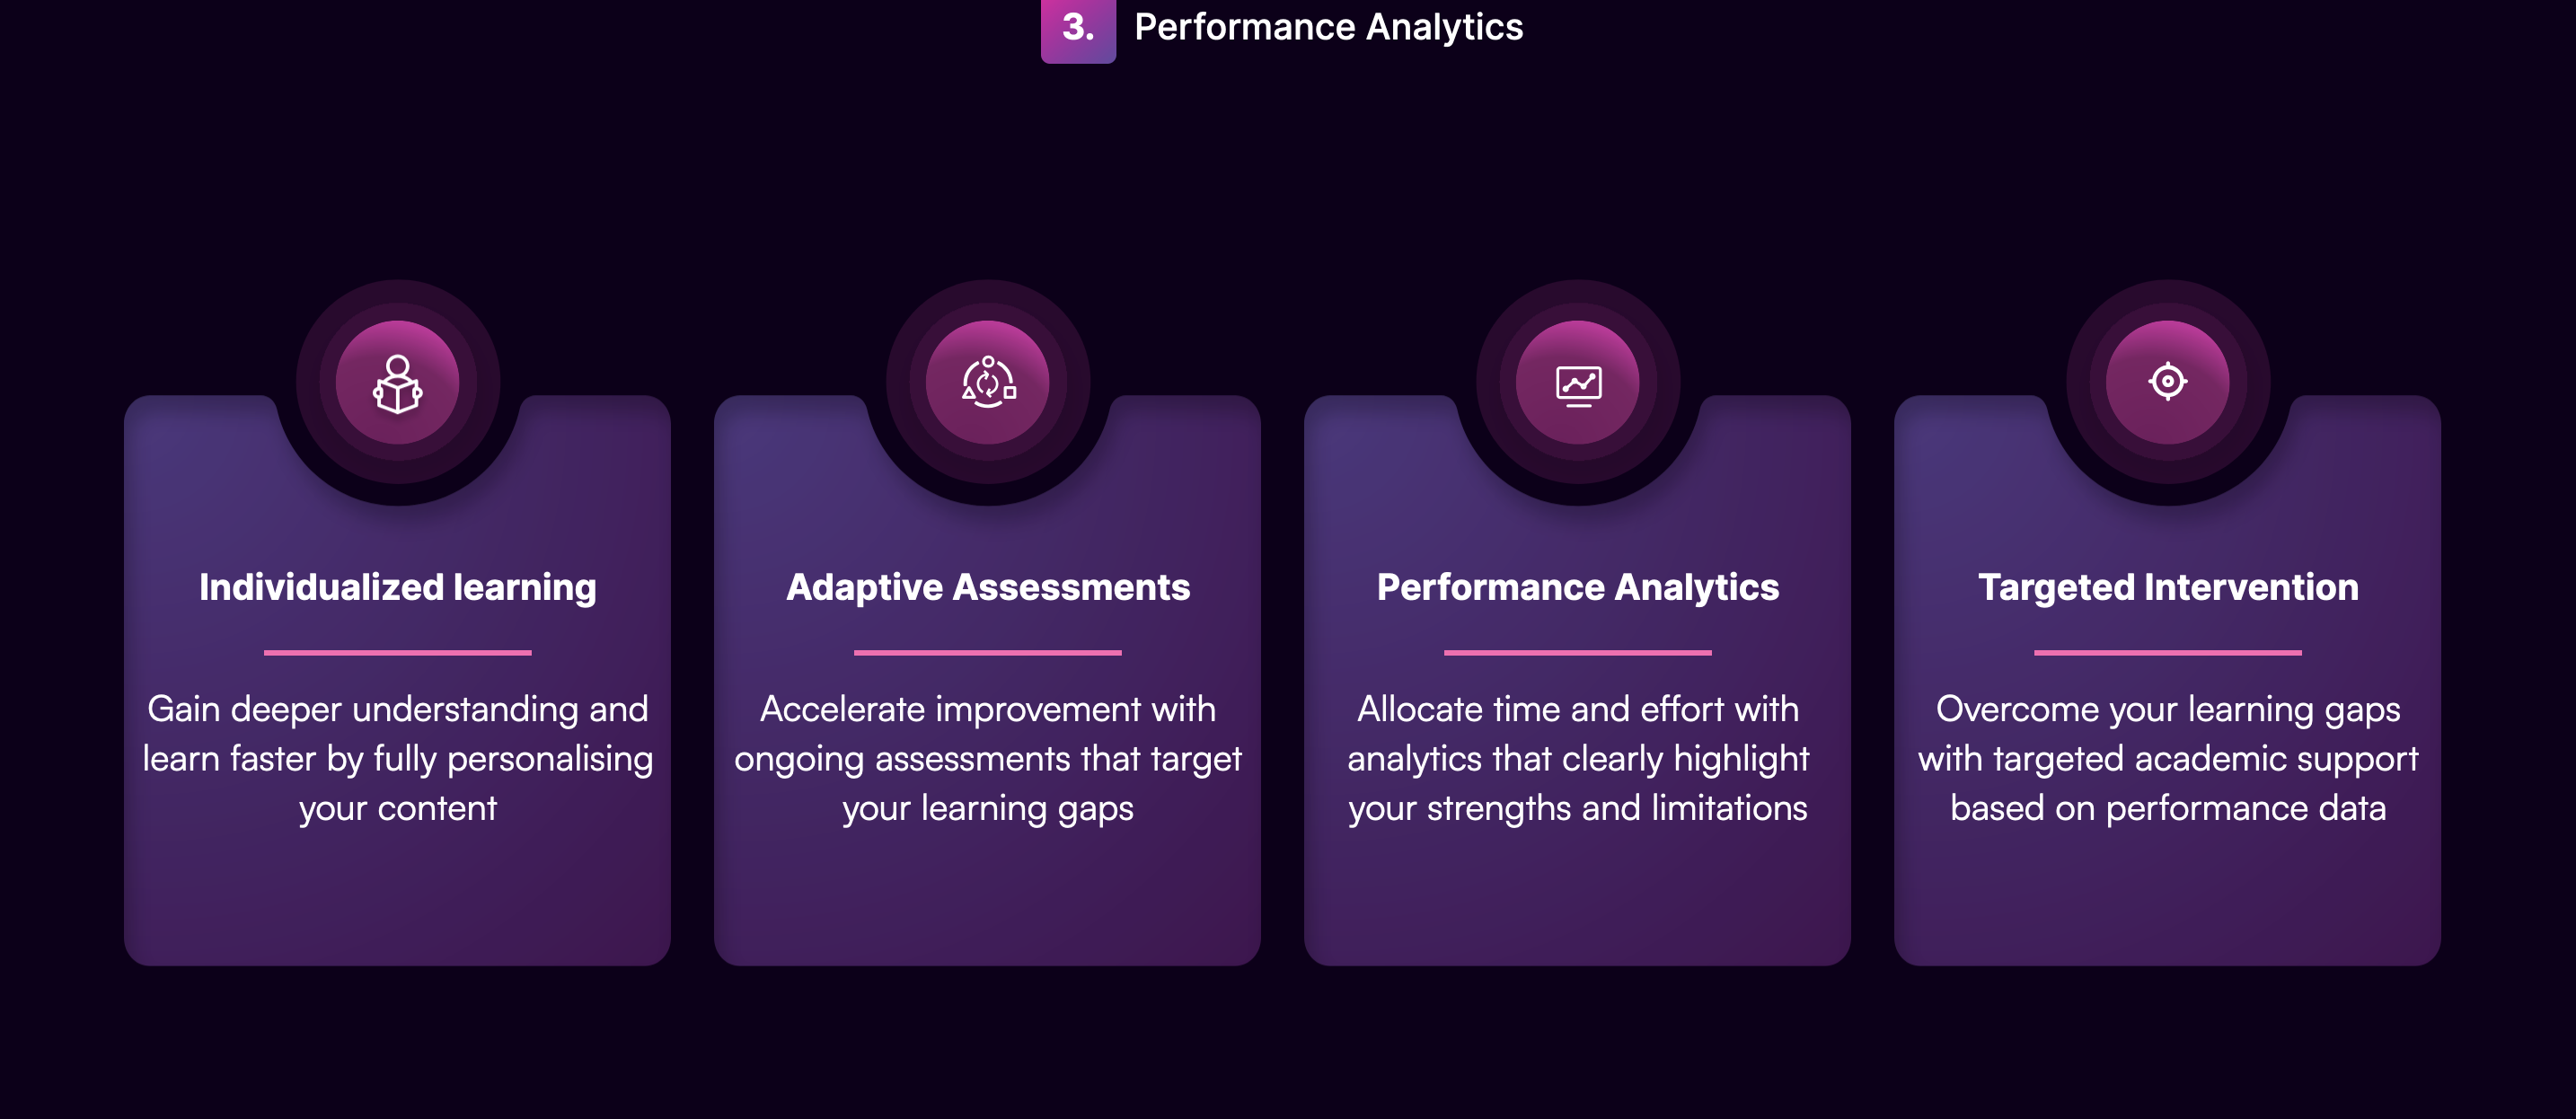 3. Performance Analytics
Individualized learning
Gain deeper understanding and
learn faster by fully personalising
your content
Adaptive Assessments
Accelerate improvement with
ongoing assessments that target
your learning gaps
Performance Analytics
Allocate time and effort with
analytics that clearly highlight
your strengths and limitations
Targeted Intervention
Overcome your learning gaps
with targeted academic support
based on performance data